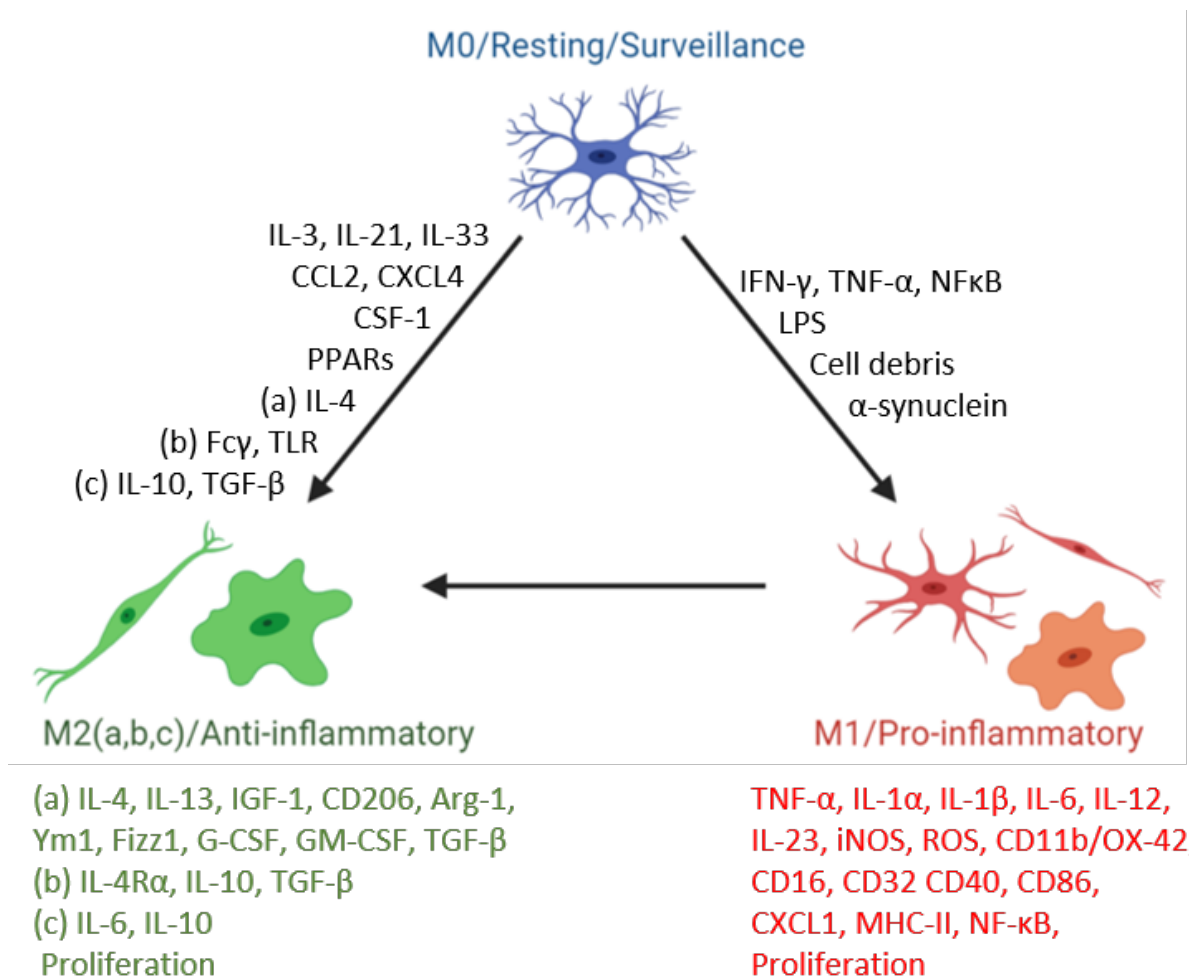 M0/Resting/Surveillance
IL-3, IL-21, IL-33
CCL2, CXCL4
CSF-1
PPARs
(a) IL-4
(b) Fcγ, TLR
(c) IL-10, TGF-β
IFN-γ, TNF-α, NFκB
LPS
Cell debris
α-synuclein
M2(a,b,c)/Anti-inflammatory
M1/Pro-inflammatory
(a) IL-4, IL-13, IGF-1, CD206, Arg-1,
Ym1, Fizz1, G-CSF, GM-CSF, TGF-β
(b) IL-4Rα, IL-10, TGF-β
(c) IL-6, IL-10
Proliferation
TNF-α, IL-1α, IL-1β, IL-6, IL-12,
IL-23, iNOS, ROS, CD11b/OX-42
CD16, CD32 CD40, CD86,
CXCL1, MHC-II, NF-κB,
Proliferation